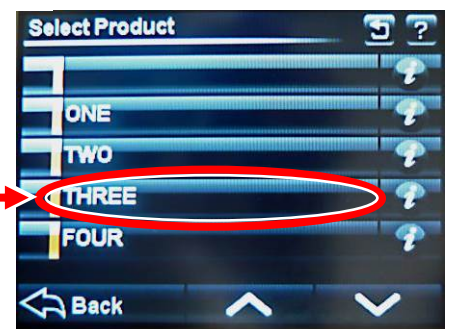 Select Product
?
i
ONE i
TWO i
THREE i
FOUR i
Back